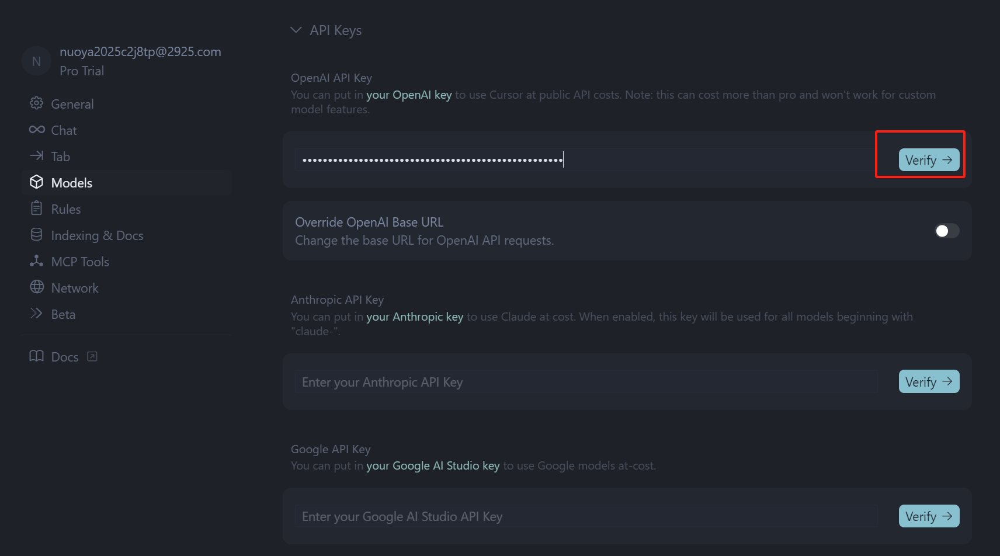 N
nuoya2025c2j8tp@2925.com
Pro Trial
General
Chat
Tab
Models
Rules
Indexing & Docs
MCP Tools
Network
Beta
Docs
API Keys
OpenAI API Key
You can put in your OpenAI key to use Cursor at public API costs. Note: this can cost more than pro and won't work for custom
model features.
Verify →
Override OpenAI Base URL
Change the base URL for OpenAI API requests.
Anthropic API Key
You can put in your Anthropic key to use Claude at cost. When enabled, this key will be used for all models beginning with
"claude-".
Enter your Anthropic API Key
Verify →
Google API Key
You can put in your Google AI Studio key to use Google models at-cost.
Enter your Google AI Studio API Key
Verify →